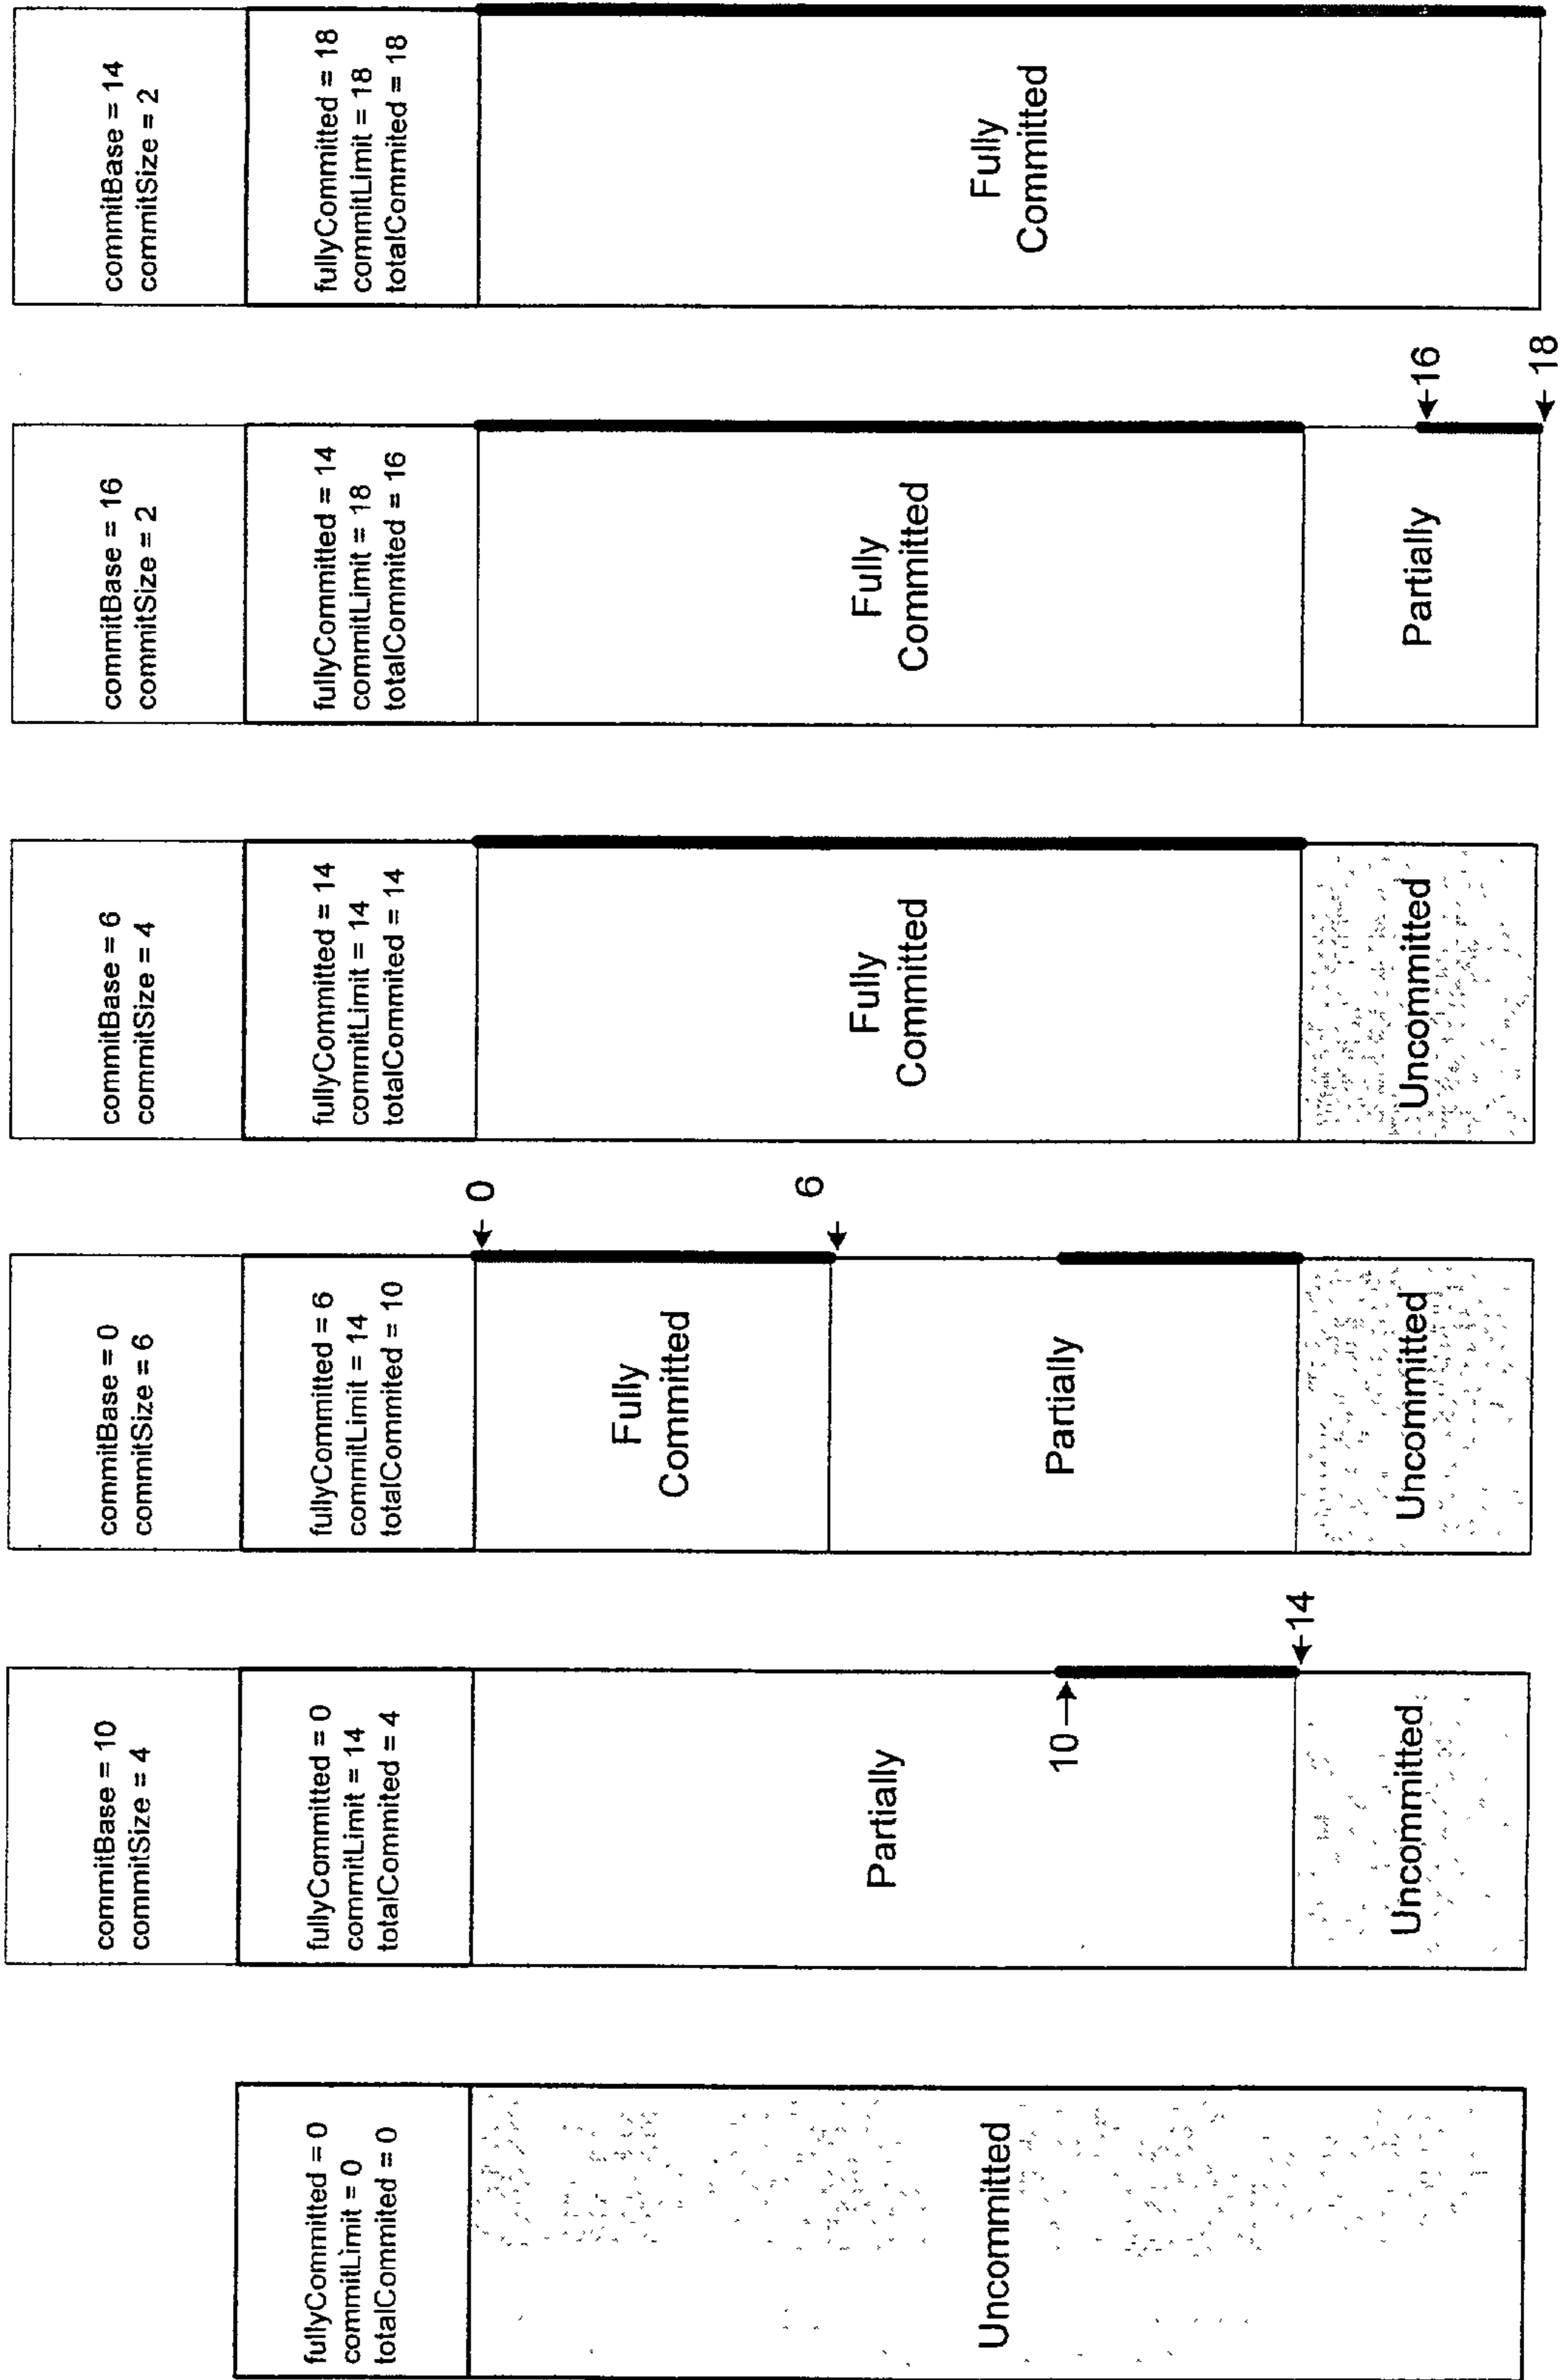 fullyCommitted = 0
commitLimit = 0
totalCommited = 0
Uncommitted
commitBase = 10
commitSize = 4
fullyCommitted = 0
commitLimit = 14
totalCommited = 4
Partially
10
14
Uncommitted
commitBase = 0
commitSize = 6
fullyCommitted = 6
commitLimit = 14
totalCommited = 10
0
Fully
Committed
6
Partially
Uncommitted
commitBase = 6
commitSize = 4
fullyCommitted = 14
commitLimit = 14
totalCommited = 14
Fully
Committed
Uncommitted
commitBase = 16
commitSize = 2
fullyCommitted = 14
commitLimit = 18
totalCommited = 16
Fully
Committed
Partially
16
18
commitBase = 14
commitSize = 2
fullyCommitted = 18
commitLimit = 18
totalCommited = 18
Fully
Committed